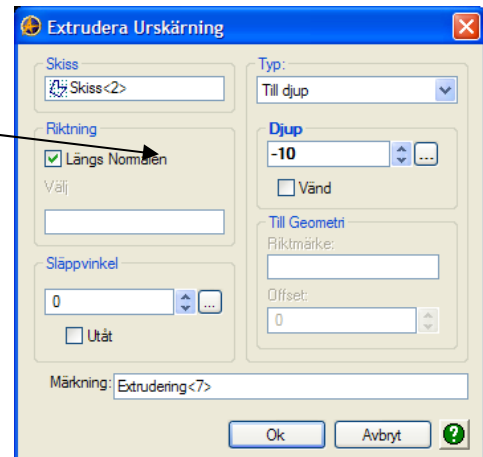 Extrudera Urskärning
Skiss
Skiss<2>
Riktning
Längs Normalen
Välj
Släppvinkel
0
...
Utåt
Typ:
Till djup
Djup
-10
...
Vänd
Till Geometri
Riktmärke:
Offset:
0
Märkning: Extrudering<7>
Ok Avbryt ?